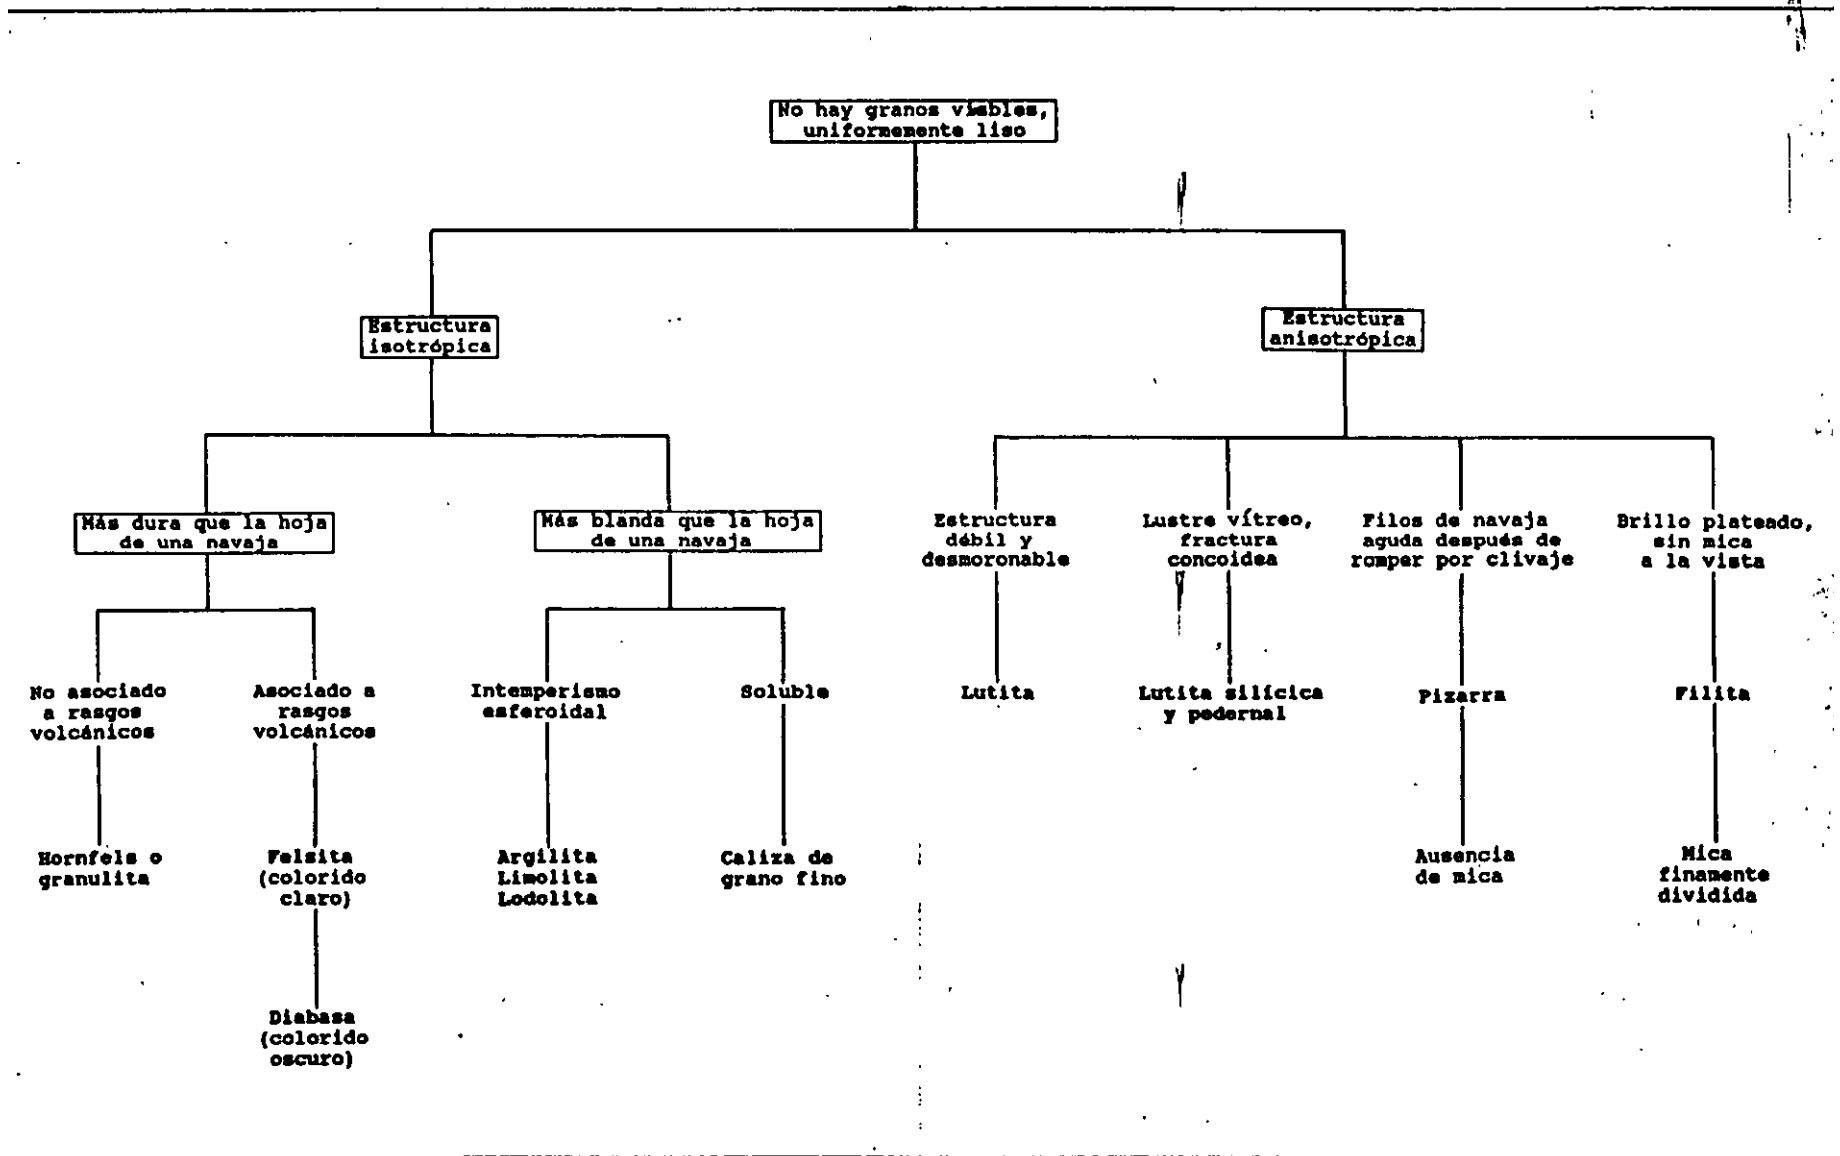 No hay granos visbles,
uniformemente liso
Estructura
isotrópica
Estructura
anisotrópica
Más dura que la hoja
de una navaja
Más blanda que la hoja
de una navaja
Estructura
débil y
desmoronable
Lustre vítreo,
fractura
concoidea
Filos de navaja
aguda después de
romper por clivaje
Brillo plateado,
sin mica
a la vista
No asociado
a rasgos
volcánicos
Asociado a
rasgos
volcánicos
Intemperismo
esferoidal
Soluble
Lutita
Lutita silícica
y pedernal
Pizarra
Filita
Hornfels o
granulita
Felsita
(colorido
claro)
Argilita
Limolita
Lodolita
Caliza de
grano fino
Ausencia
de mica
Mica
finamente
dividida
Diabasa
(colorido
oscuro)